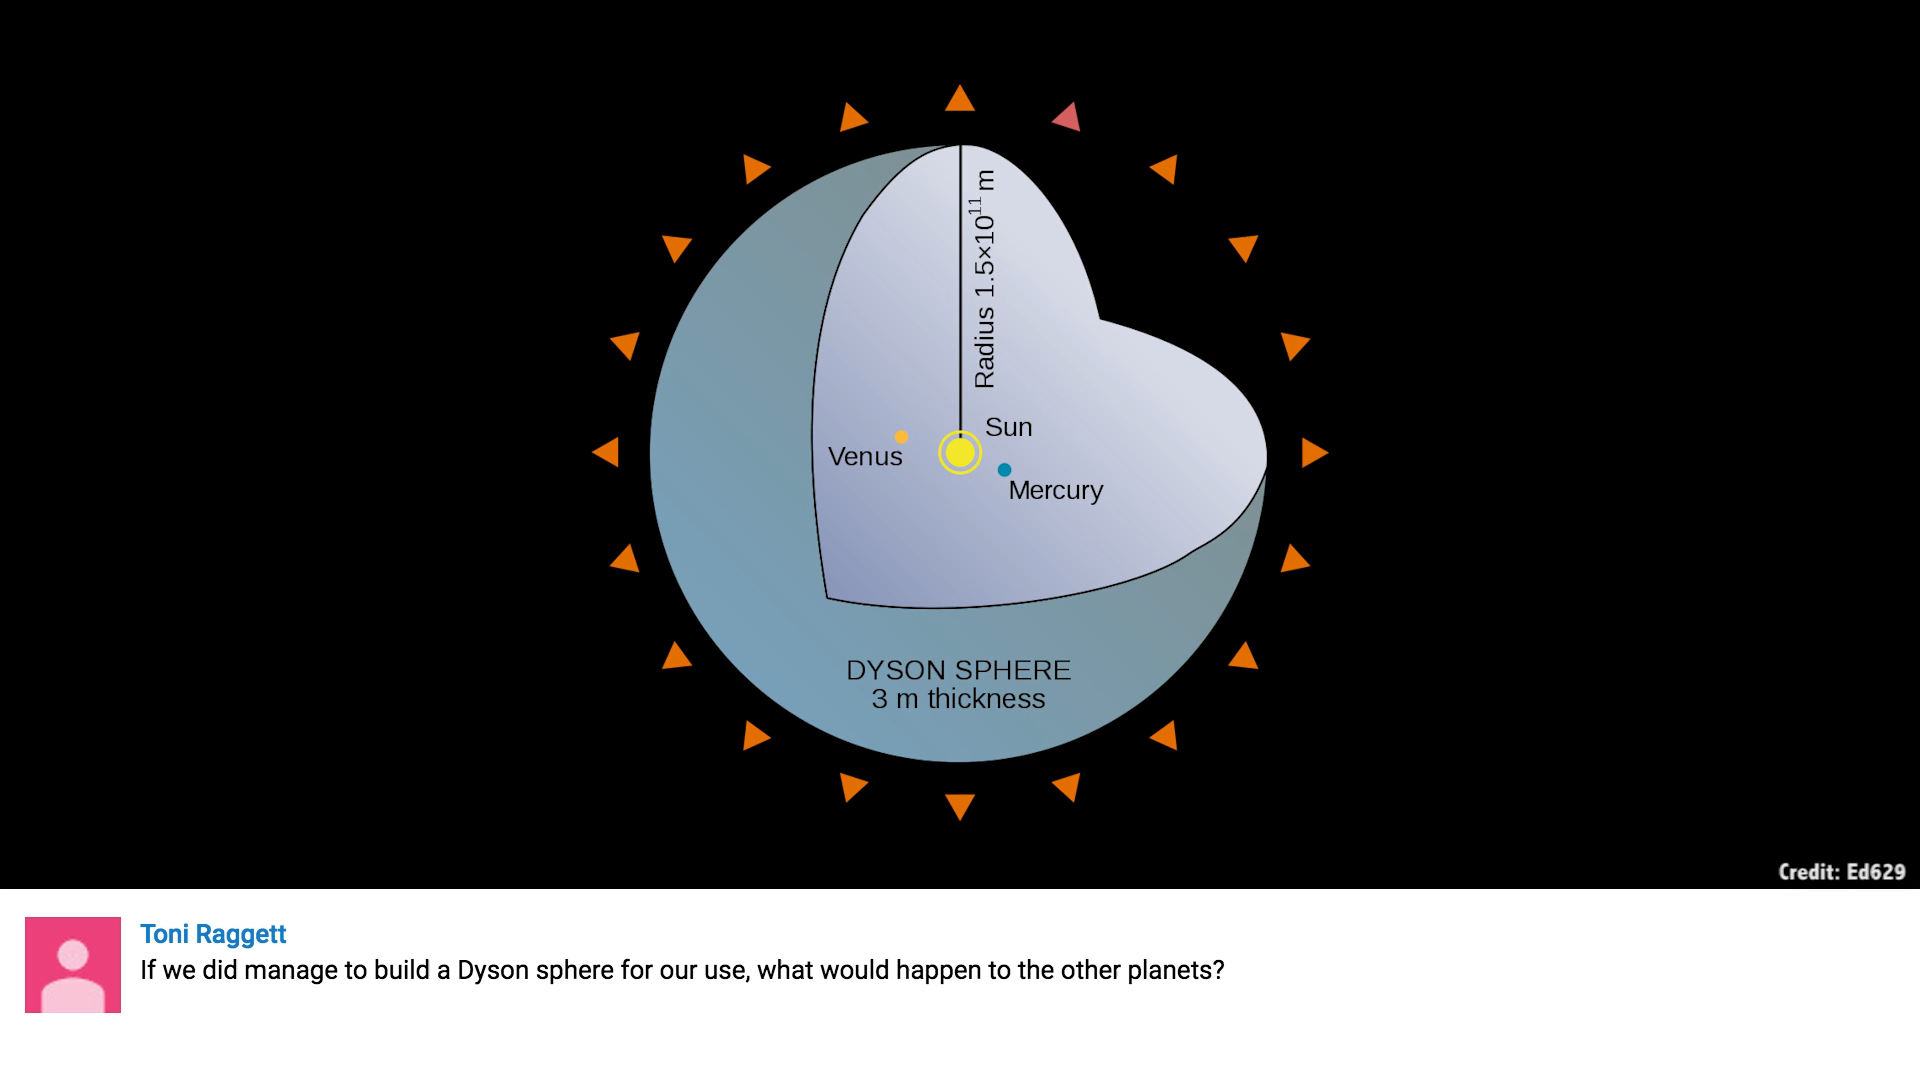 Radius 1.5×10¹¹ m
Sun
Venus
Mercury
DYSON SPHERE
3 m thickness
Credit: Ed629
Toni Raggett
If we did manage to build a Dyson sphere for our use, what would happen to the other planets?